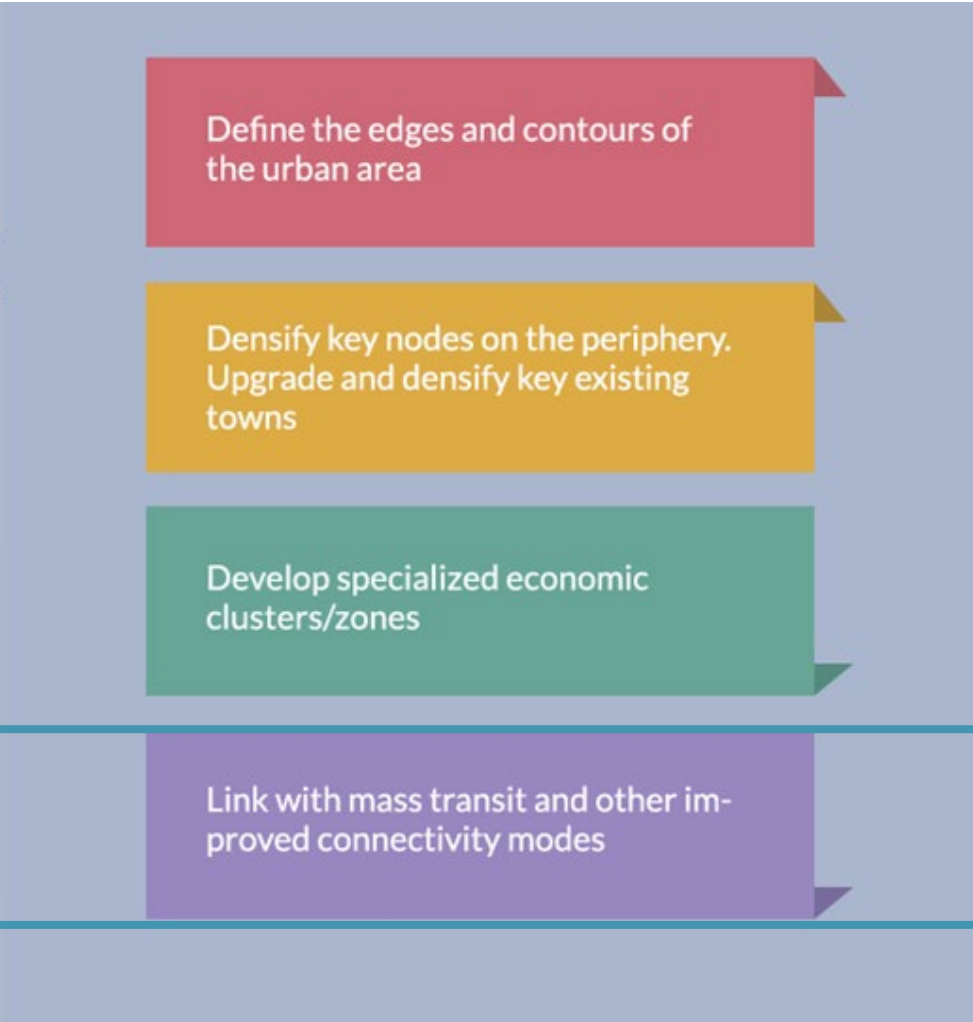 Define the edges and contours of
the urban area
Densify key nodes on the periphery.
Upgrade and densify key existing
towns
Develop specialized economic
clusters/zones
Link with mass transit and other im-
proved connectivity modes